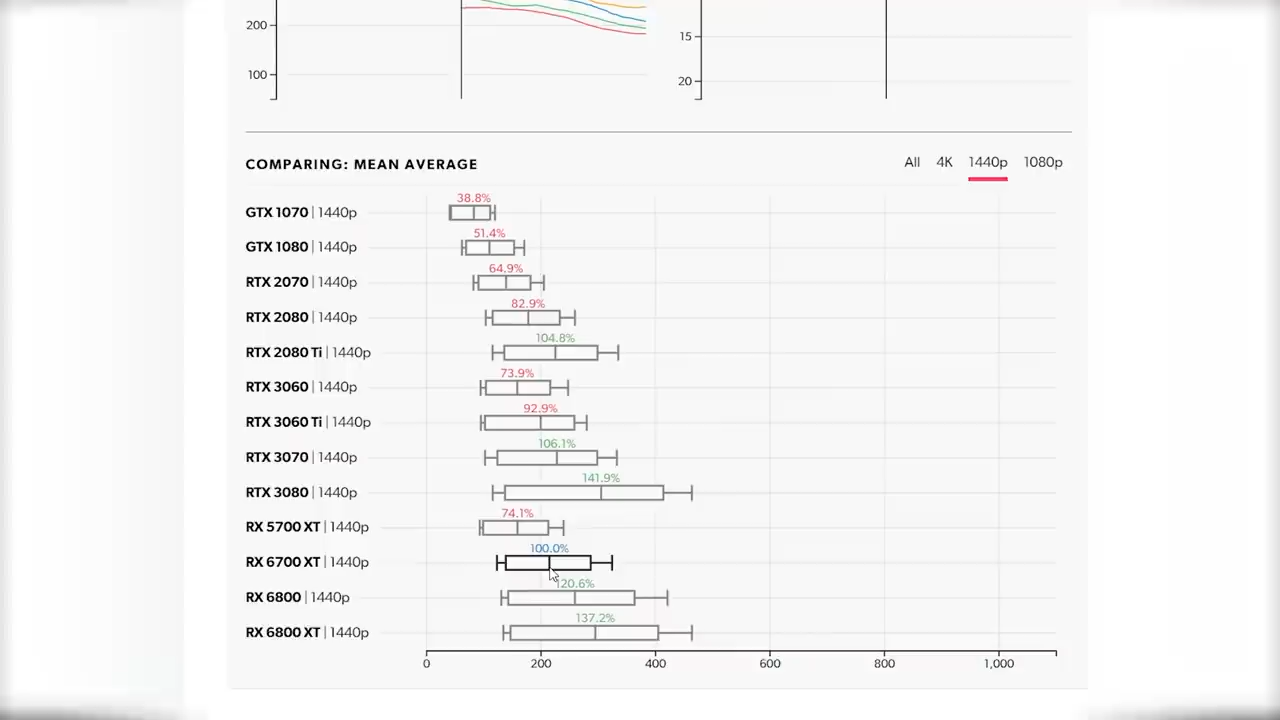 200
100
15
20
COMPARING: MEAN AVERAGE
All 4K 1440p 1080p
38.8%
GTX 1070 | 1440p
51.4%
GTX 1080 | 1440p
64.9%
RTX 2070 | 1440p
82.9%
RTX 2080 | 1440p
104.8%
RTX 2080 Ti | 1440p
73.9%
RTX 3060 | 1440p
92.9%
RTX 3060 Ti | 1440p
106.1%
RTX 3070 | 1440p
141.9%
RTX 3080 | 1440p
74.1%
RX 5700 XT | 1440p
100.0%
RX 6700 XT | 1440p
120.6%
RX 6800 | 1440p
137.2%
RX 6800 XT | 1440p
0 200 400 600 800 1,000